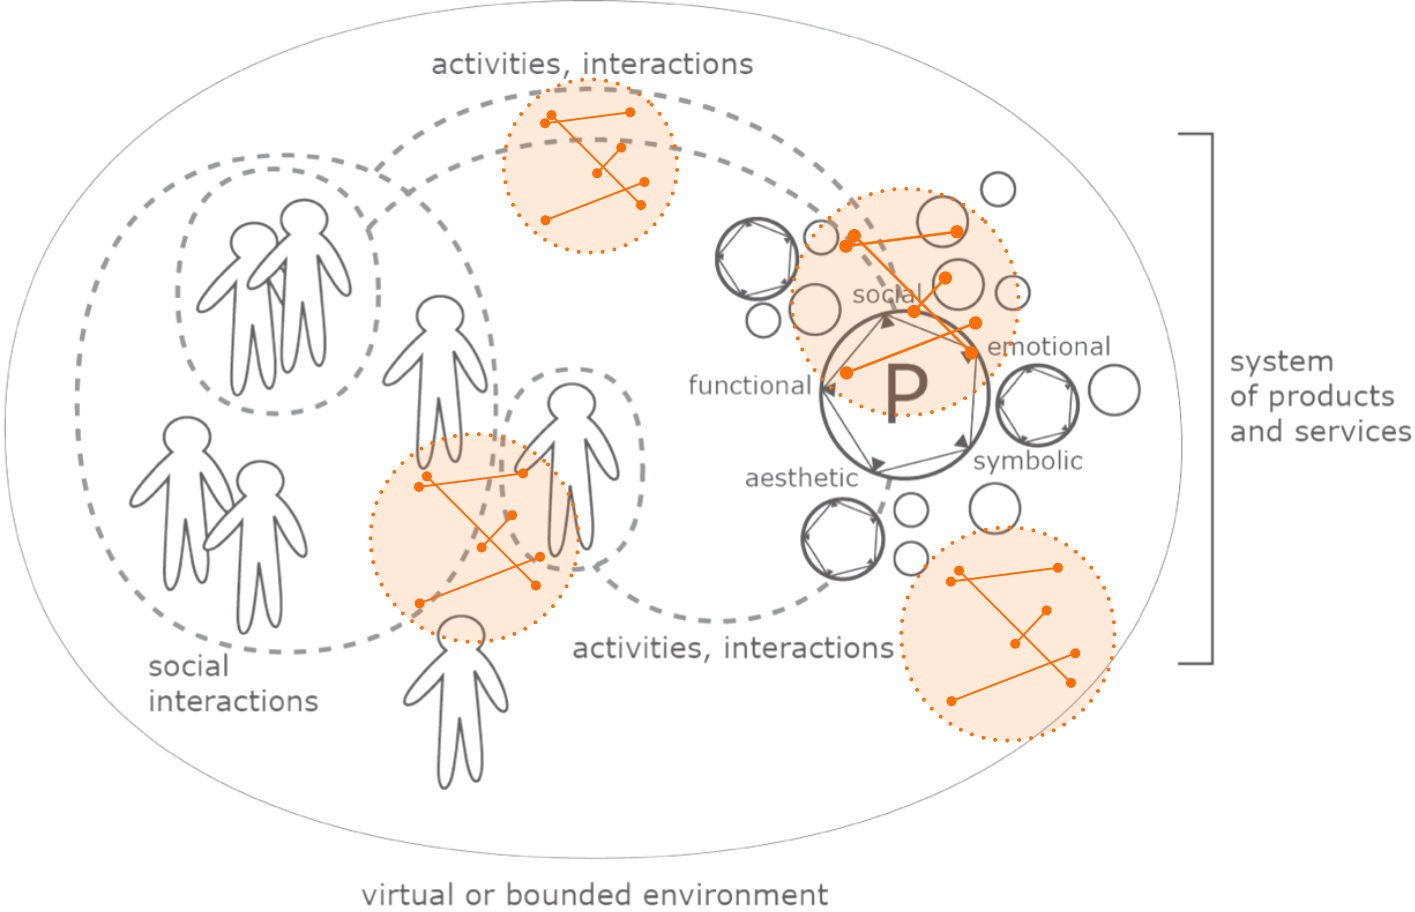 activities, interactions
social
emotional
functional
P
system
of products
and services
symbolic
aesthetic
activities, interactions
social
interactions
virtual or bounded environment